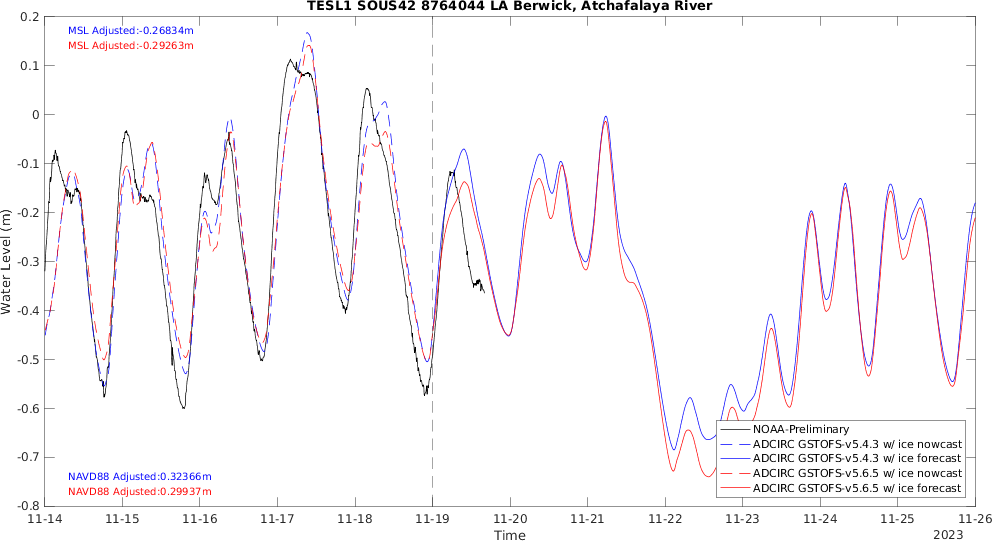 TESL1 SOUS42 8764044 LA Berwick, Atchafalaya River
MSL Adjusted:-0.26834m
MSL Adjusted:-0.29263m
0.2
0.1
0
-0.1
-0.2
-0.3
-0.4
-0.5
-0.6
-0.7
-0.8
Water Level (m)
NOAA-Preliminary
ADCIRC GSTOFS-v5.4.3 w/ ice nowcast
ADCIRC GSTOFS-v5.4.3 w/ ice forecast
ADCIRC GSTOFS-v5.6.5 w/ ice nowcast
ADCIRC GSTOFS-v5.6.5 w/ ice forecast
NAVD88 Adjusted:0.32366m
NAVD88 Adjusted:0.29937m
11-14 11-15 11-16 11-17 11-18 11-19 11-20 11-21 11-22 11-23 11-24 11-25 11-26
Time
2023